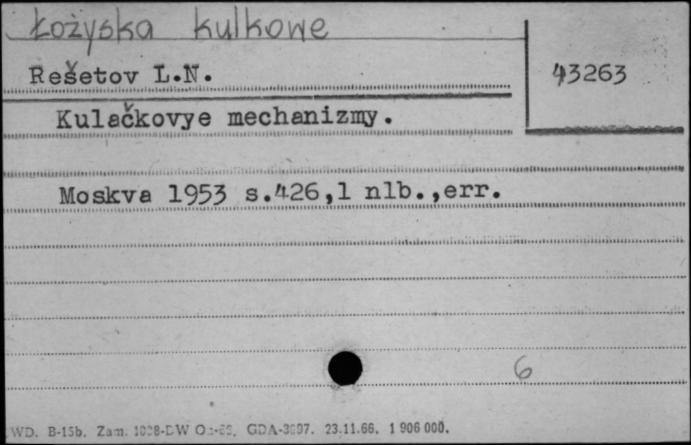 Łożyska kulkowe
Rešetov L.N.
43263
Kulačkovye mechanizmy.
Moskva 1953 s.426,1 nlb.,err.
6
WD. B-15b. Zam. GDA- 23.11.66. 1 906 000.